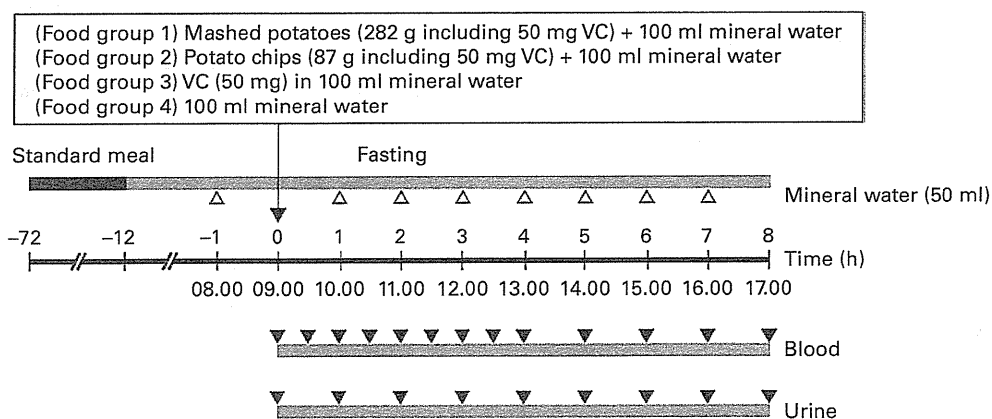 (Food group 1) Mashed potatoes (282 g including 50 mg VC) + 100 ml mineral water
(Food group 2) Potato chips (87 g including 50 mg VC) + 100 ml mineral water
(Food group 3) VC (50 mg) in 100 ml mineral water
(Food group 4) 100 ml mineral water
Standard meal Fasting
Mineral water (50 ml)
–72 –12 –1 0 1 2 3 4 5 6 7 8
Time (h)
08.00 09.00 10.00 11.00 12.00 13.00 14.00 15.00 16.00 17.00
Blood
Urine